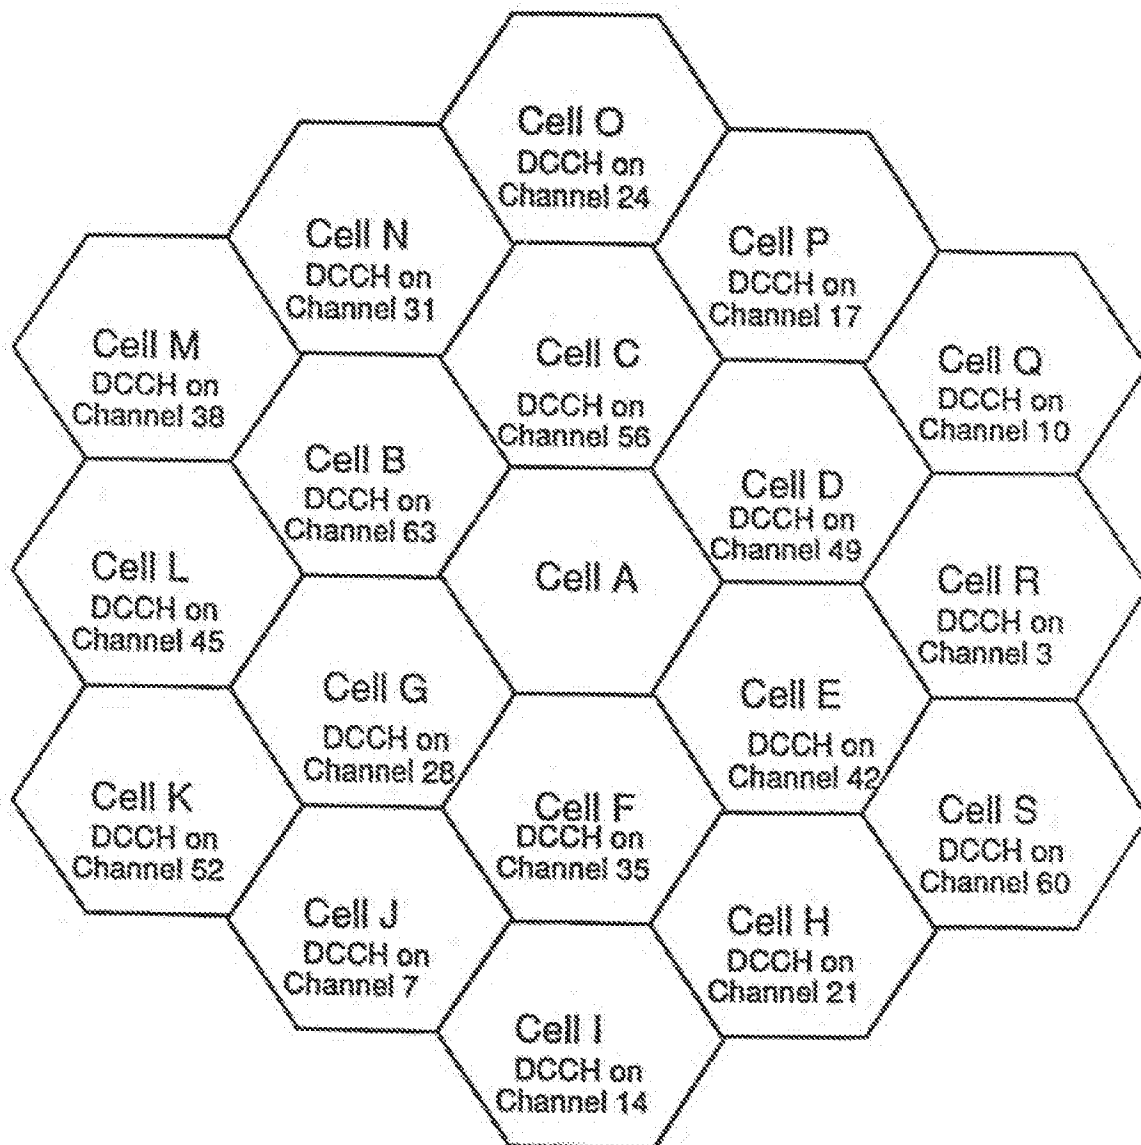 Cell O
DCCH on
Channel 24
Cell N
DCCH on
Channel 31
Cell P
DCCH on
Channel 17
Cell M
DCCH on
Channel 38
Cell C
DCCH on
Channel 56
Cell Q
DCCH on
Channel 10
Cell B
DCCH on
Channel 63
Cell D
DCCH on
Channel 49
Cell L
DCCH on
Channel 45
Cell A
Cell R
DCCH on
Channel 3
Cell G
DCCH on
Channel 28
Cell E
DCCH on
Channel 42
Cell K
DCCH on
Channel 52
Cell F
DCCH on
Channel 35
Cell S
DCCH on
Channel 60
Cell J
DCCH on
Channel 7
Cell H
DCCH on
Channel 21
Cell I
DCCH on
Channel 14